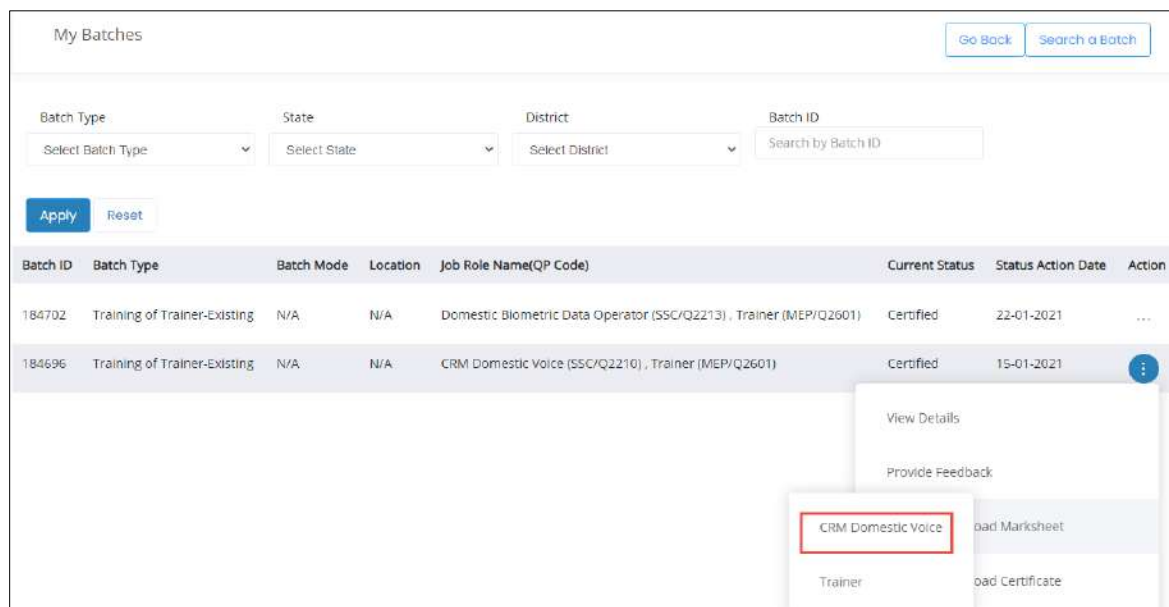 My Batches
Go Back
Search a Batch
Batch Type
State
District
Batch ID
Select Batch Type
Select State
Select District
Search by Batch ID
Apply
Reset
Batch ID Batch Type Batch Mode Location Job Role Name(QP Code) Current Status Status Action Date Action
184702 Training of Trainer-Existing N/A N/A Domestic Biometric Data Operator (SSC/Q2213) , Trainer (MEP/Q2601) Certified 22-01-2021 ...
184696 Training of Trainer-Existing N/A N/A CRM Domestic Voice (SSC/Q2210) , Trainer (MEP/Q2601) Certified 15-01-2021
View Details
Provide Feedback
CRM Domestic Voice
oad Marksheet
Trainer
oad Certificate